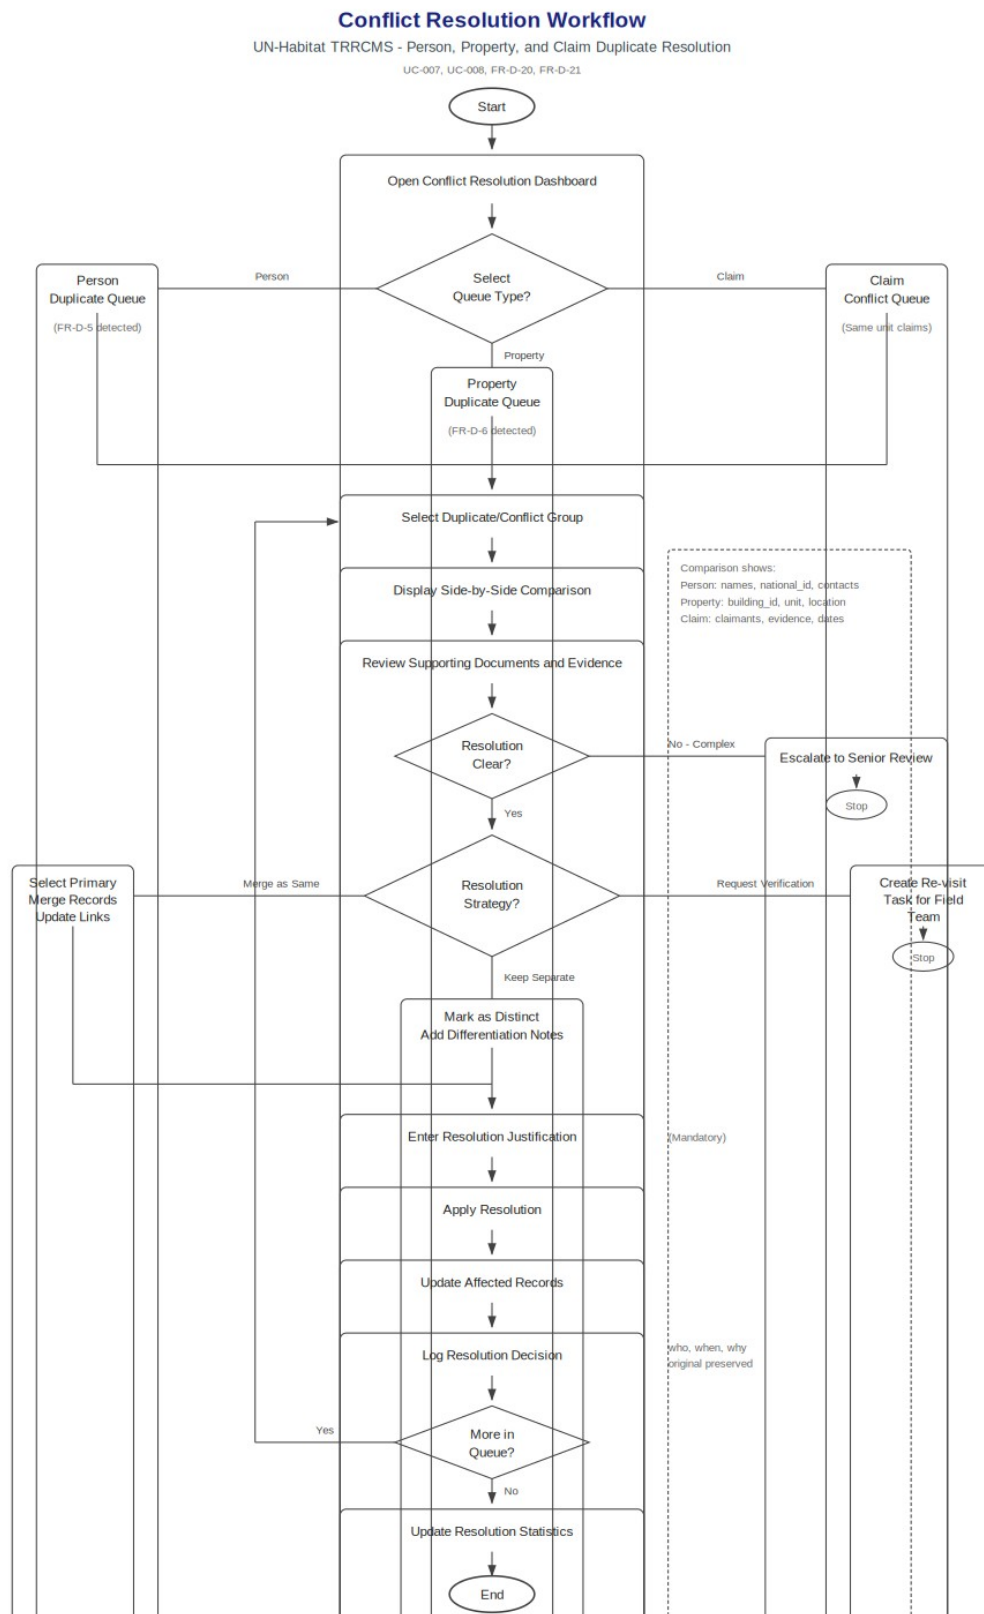 Conflict Resolution Workflow
UN-Habitat TRRCMS - Person, Property, and Claim Duplicate Resolution
UC-007, UC-008, FR-D-20, FR-D-21
Start
Open Conflict Resolution Dashboard
Select
Queue Type?
Person
Claim
Property
Person
Duplicate Queue
(FR-D-5 detected)
Claim
Conflict Queue
(Same unit claims)
Property
Duplicate Queue
(FR-D-6 detected)
Select Duplicate/Conflict Group
Display Side-by-Side Comparison
Comparison shows:
Person: names, national_id, contacts
Property: building_id, unit, location
Claim: claimants, evidence, dates
Review Supporting Documents and Evidence
Resolution
Clear?
No - Complex
Escalate to Senior Review
Stop
Yes
Resolution
Strategy?
Merge as Same
Select Primary
Merge Records
Update Links
Request Verification
Create Re-visit
Task for Field
Team
Stop
Keep Separate
Mark as Distinct
Add Differentiation Notes
Enter Resolution Justification
(Mandatory)
Apply Resolution
Update Affected Records
Log Resolution Decision
who, when, why
original preserved
More in
Queue?
Yes
No
Update Resolution Statistics
End